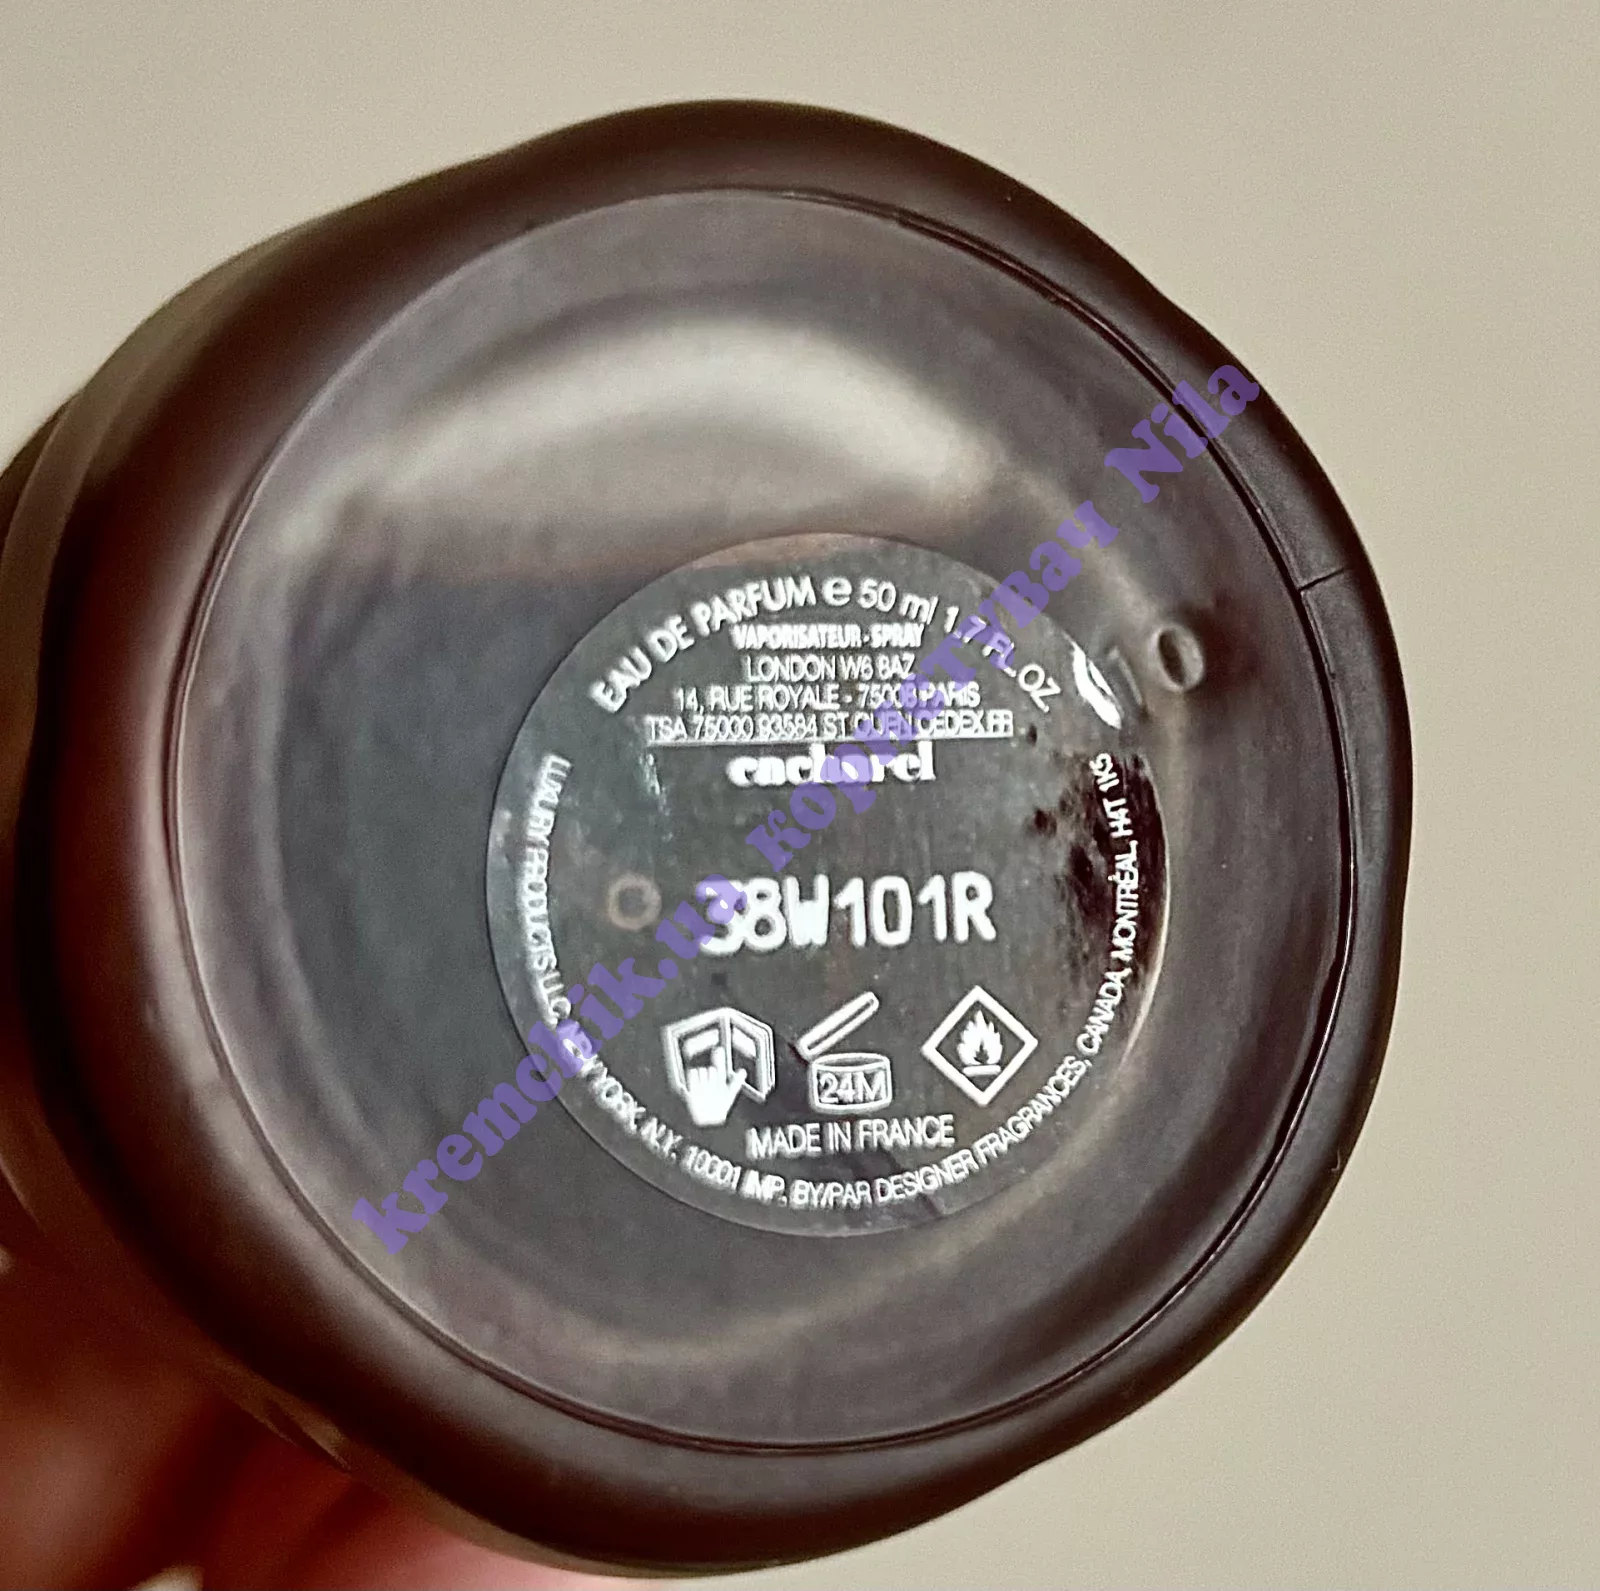 EAU DE PARFUM e 50 ml 1.7 FL. OZ.
VAPORISATEUR-SPRAY
LONDON W6 8AZ
14, RUE ROYALE - 75008 PARIS
TSA 75000 93584 ST OUEN CEDEX FR
cacharel
38W101R
24M
MADE IN FRANCE
LUXURY PRODUCTS LLC, NEW YORK, N.Y. 10001 IMP. BY/PAR DESIGNER FRAGRANCES, CANADA, MONTRÉAL, H4T 1K5
10
kremchik.ua користувач Nila